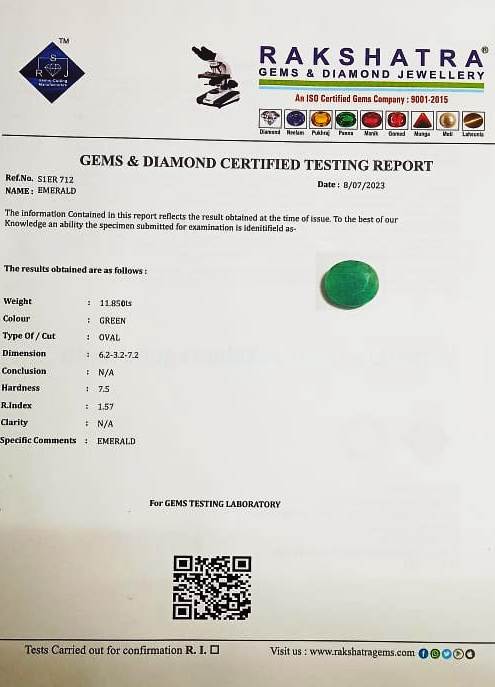 TM
S
R J
RAKSHATRA®
GEMS & DIAMOND JEWELLERY
An ISO Certified Gems Company : 9001-2015
Diamond Neelam Pukhraj Panna Manik Gomed Munga Moti Lahsunia
GEMS & DIAMOND CERTIFIED TESTING REPORT
Ref.No. S1ER 712
Date : 8/07/2023
NAME : EMERALD
The information Contained in this report reflects the result obtained at the time of issue. To the best of our
Knowledge an ability the specimen submitted for examination is identifield as-
The results obtained are as follows :
Weight : 11.850ts
Colour : GREEN
Type Of / Cut : OVAL
Dimension : 6.2-3.2-7.2
Conclusion : N/A
Hardness : 7.5
R.Index : 1.57
Clarity : N/A
Specific Comments : EMERALD
For GEMS TESTING LABORATORY
Tests Carried out for confirmation R. I. ☐
Visit us : www.rakshatragems.com